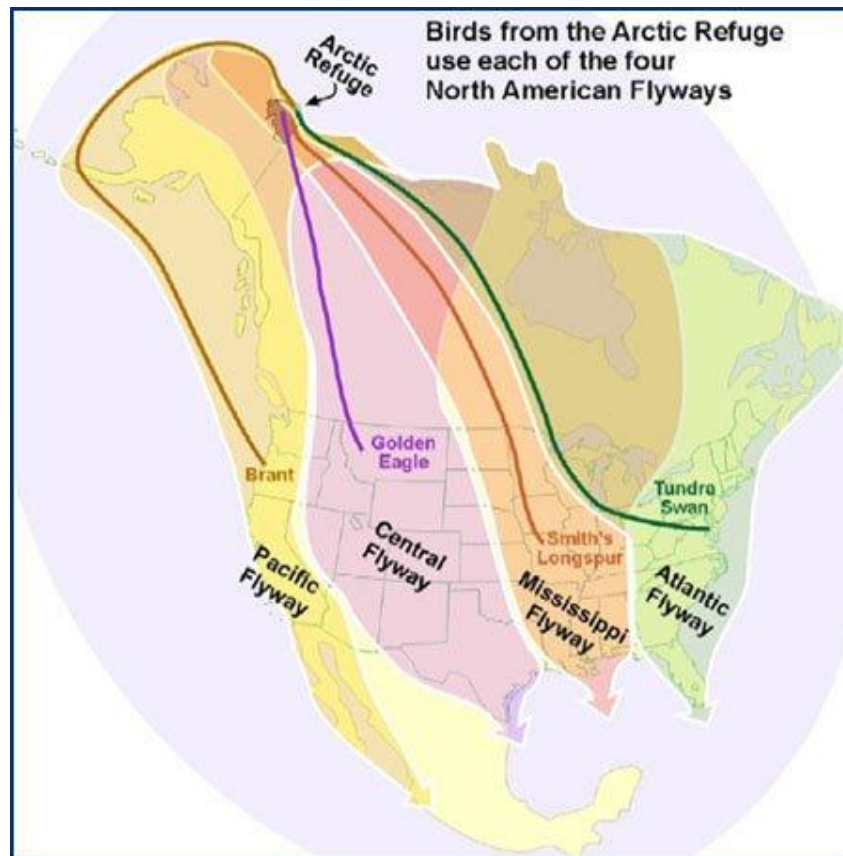 Birds from the Arctic Refuge
use each of the four
North American Flyways
Arctic
Refuge
Brant
Golden
Eagle
Tundra
Swan
Smith's
Longspur
Pacific
Flyway
Central
Flyway
Mississippi
Flyway
Atlantic
Flyway